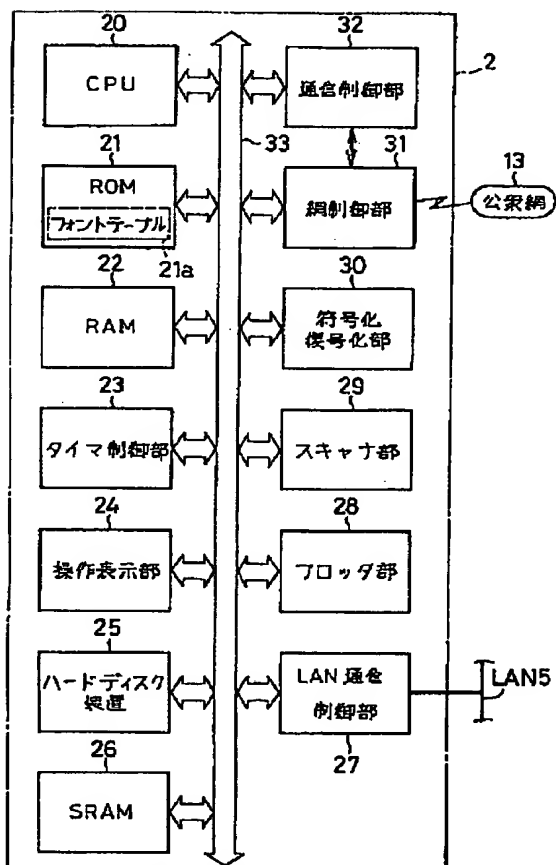 20
CPU
21
ROM
フォントテーブル
21a
22
RAM
23
タイマ制御部
24
操作表示部
25
ハードディスク
装置
26
SRAM
33
32
通信制御部
2
31
網制御部
13
公衆網
30
符号化
復号化部
29
スキャナ部
28
プロッタ部
LAN通信
制御部
27
LAN5